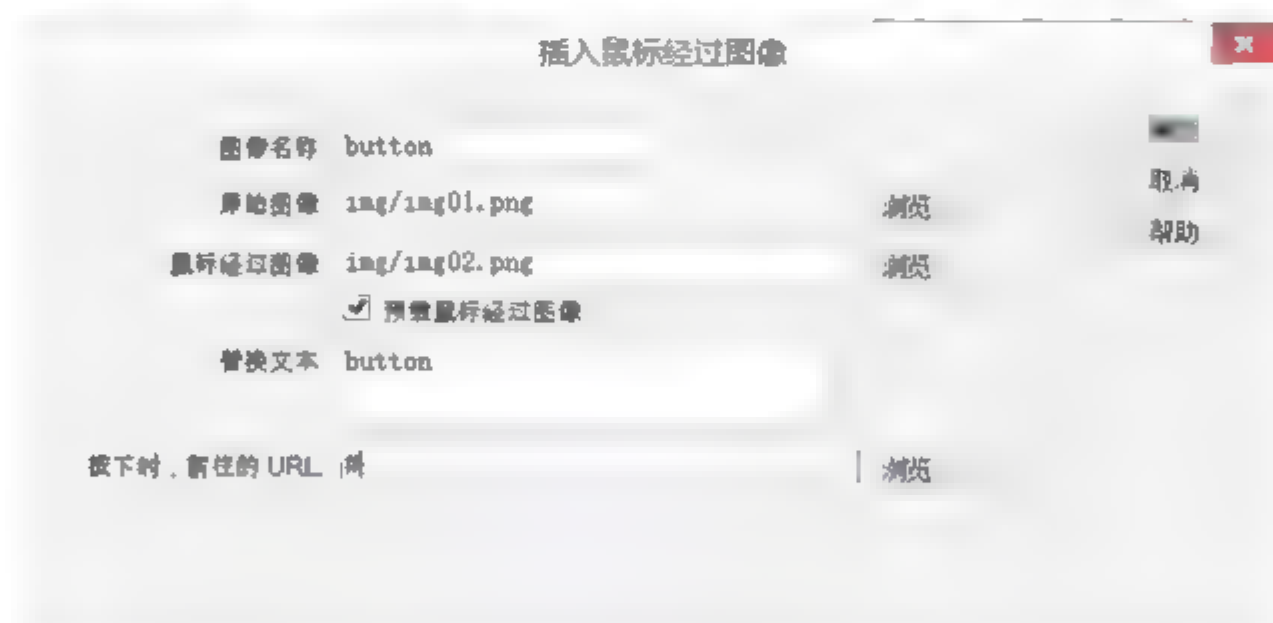 插入鼠标经过图像
图像名称 button
原始图像 img/img01.png 浏览
取消
鼠标经过图像 img/img02.png 浏览
帮助
预载鼠标经过图像
替换文本 button
按下时,前往的 URL 浏览